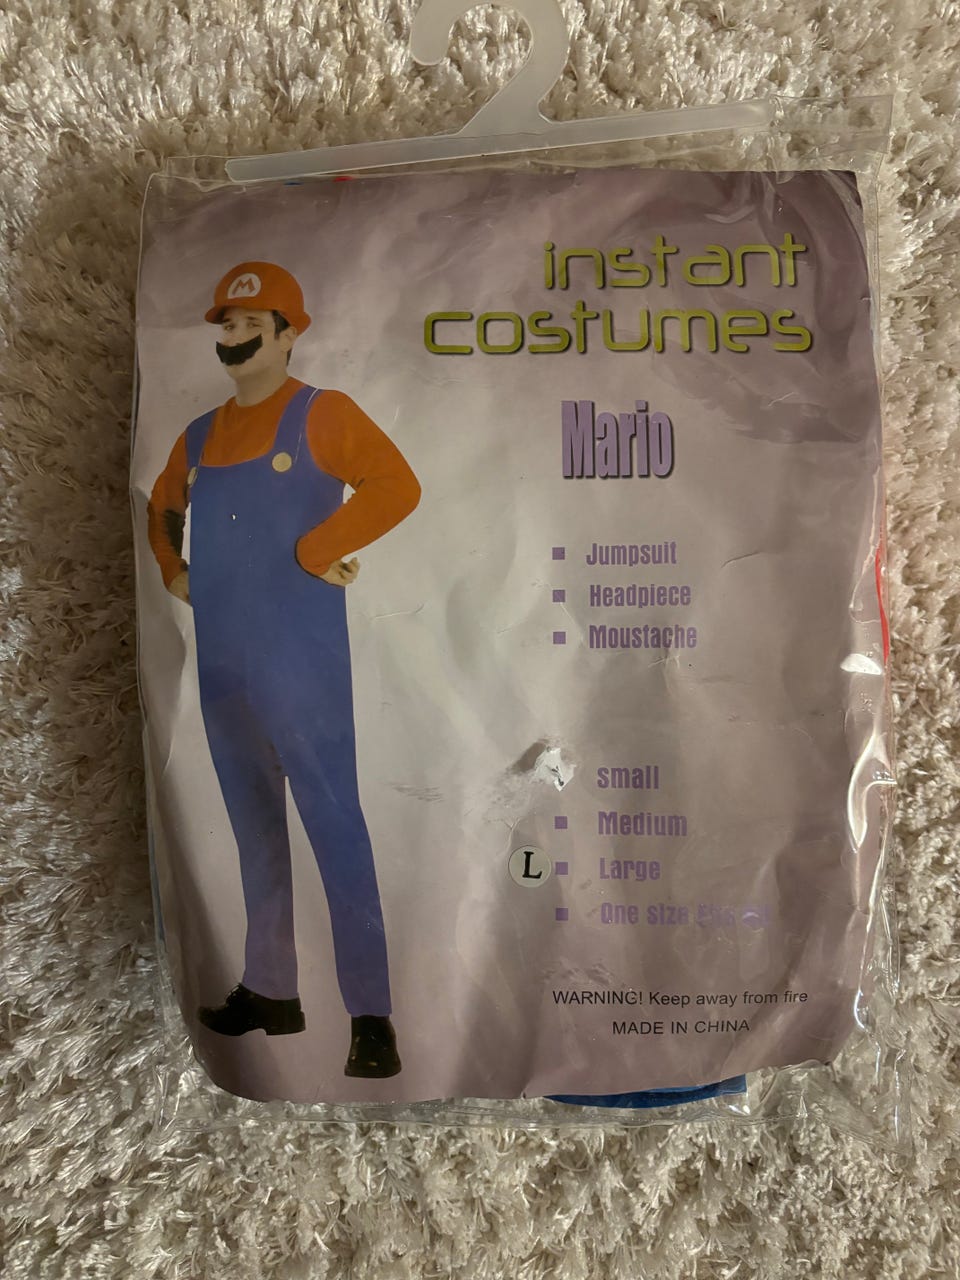 M
instant
costumes
Mario
Jumpsuit
Headpiece
Moustache
small
Medium
L Large
One size
WARNING! Keep away from fire
MADE IN CHINA